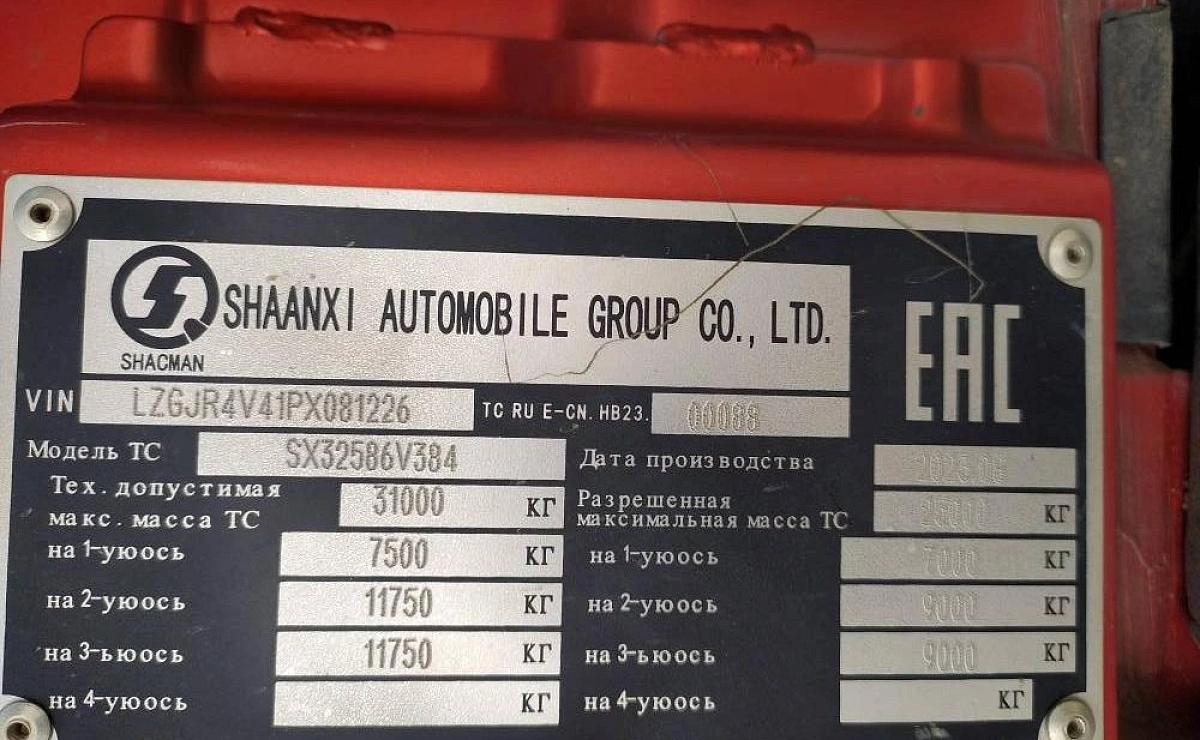 SHACMAN
SHAANXI AUTOMOBILE GROUP CO., LTD.
EAC
VIN LZGJR4V41PX081226 TC RU E-CN.HB23. 00088
Модель ТС SX32586V384 Дата производства
Тех. допустимая макс. масса ТС 31000 КГ Разрешенная максимальная масса ТС 25000 КГ
на 1-уюось 7500 КГ на 1-уюось 7000 КГ
на 2-уюось 11750 КГ на 2-уюось 9000 КГ
на 3-ьюось 11750 КГ на 3-ьюось 9000 КГ
на 4-уюось КГ на 4-уюось КГ